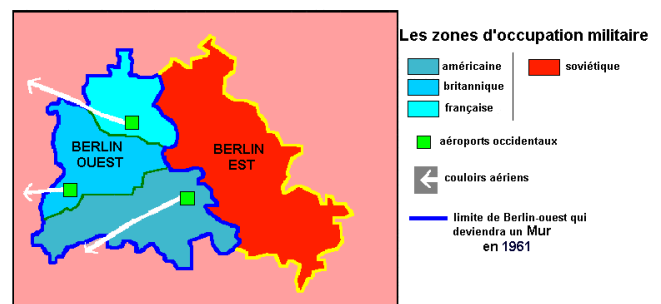 Les zones d'occupation militaire
américaine
soviétique
britannique
française
BERLIN
OUEST
BERLIN
EST
aéroports occidentaux
couloirs aériens
limite de Berlin-ouest qui
deviendra un Mur
en 1961